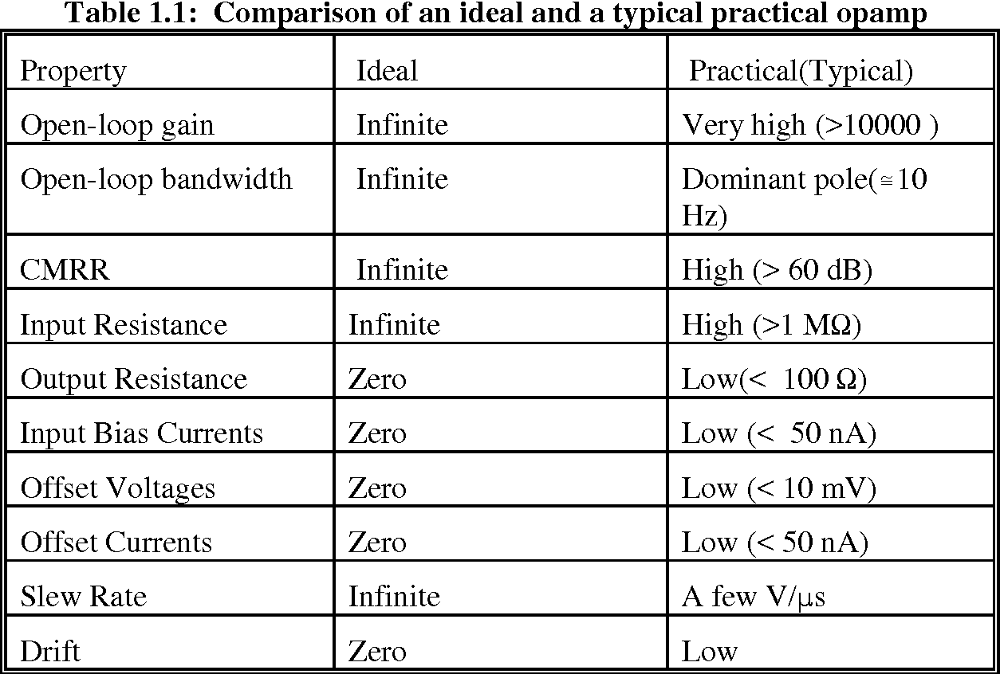 Table 1.1:  Comparison of an ideal and a typical practical opamp
Property Ideal Practical(Typical)
Open-loop gain Infinite Very high (>10000 )
Open-loop bandwidth Infinite Dominant pole(≅10
Hz)
CMRR Infinite High (> 60 dB)
Input Resistance Infinite High (>1 MΩ)
Output Resistance Zero Low(<  100 Ω)
Input Bias Currents Zero Low (<  50 nA)
Offset Voltages Zero Low (< 10 mV)
Offset Currents Zero Low (< 50 nA)
Slew Rate Infinite A few V/μs
Drift Zero Low